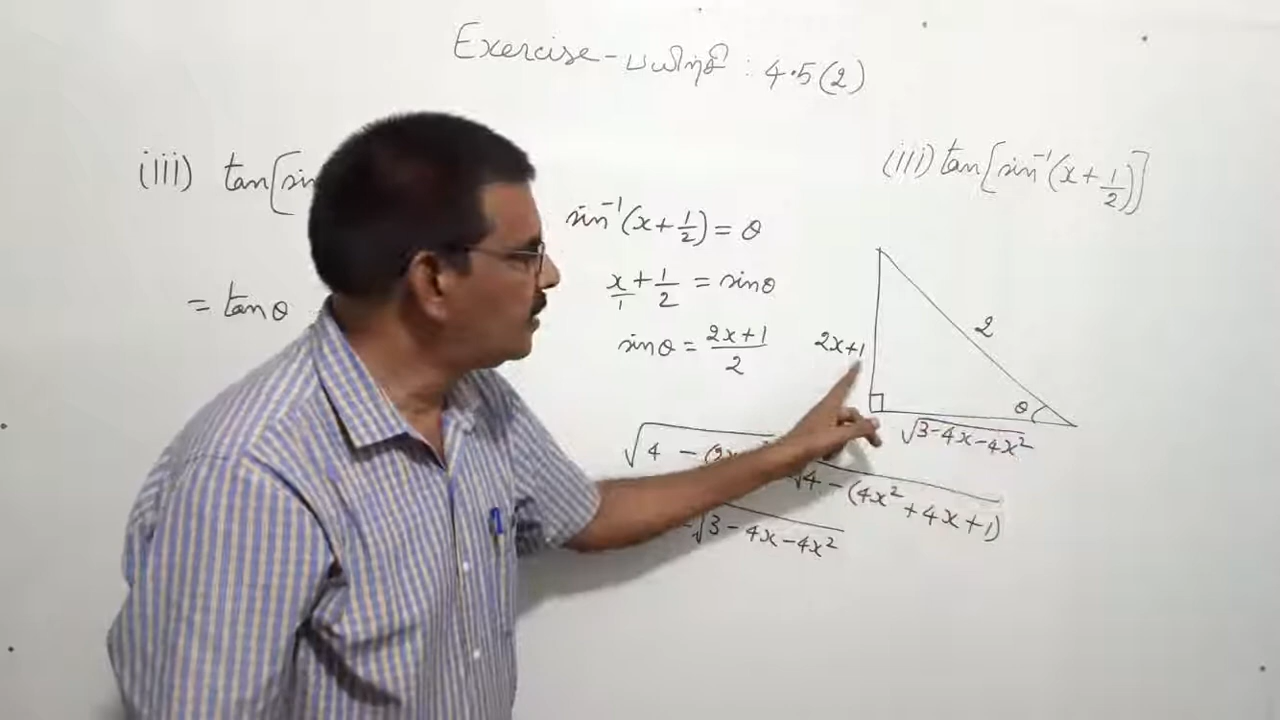 Exercise - பயிற்சி : 4.5(2)
(iii) tan[sin
= tanθ
sin⁻¹(x + 1/2) = θ
x/1 + 1/2 = sinθ
sinθ = (2x+1)/2
√4 - (2x
√4 - (4x² + 4x + 1)
√3 - 4x - 4x²
(iii) tan[sin⁻¹(x + 1/2)]
2x+1
2
θ
√3-4x-4x²